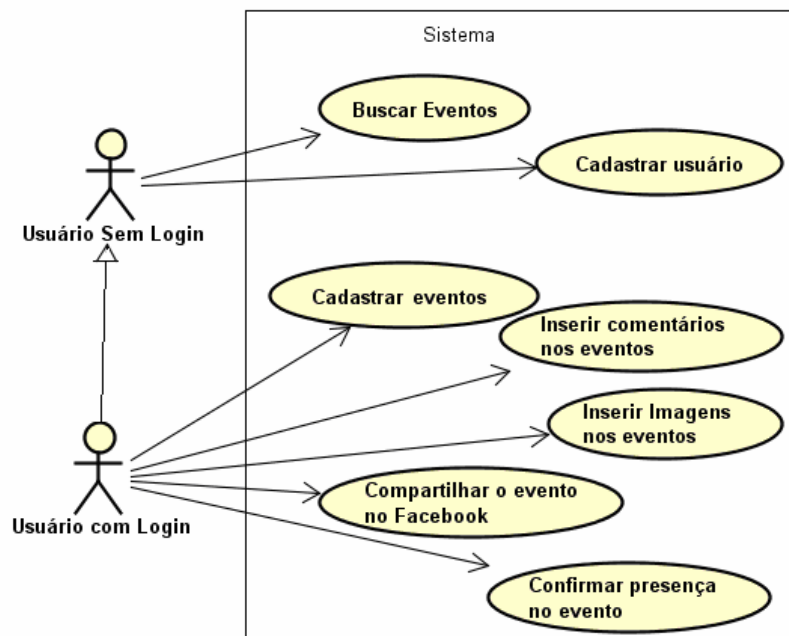 Sistema
Buscar Eventos
Cadastrar usuário
Usuário Sem Login
Cadastrar eventos
Inserir comentários
nos eventos
Inserir Imagens
nos eventos
Usuário com Login
Compartilhar o evento
no Facebook
Confirmar presença
no evento